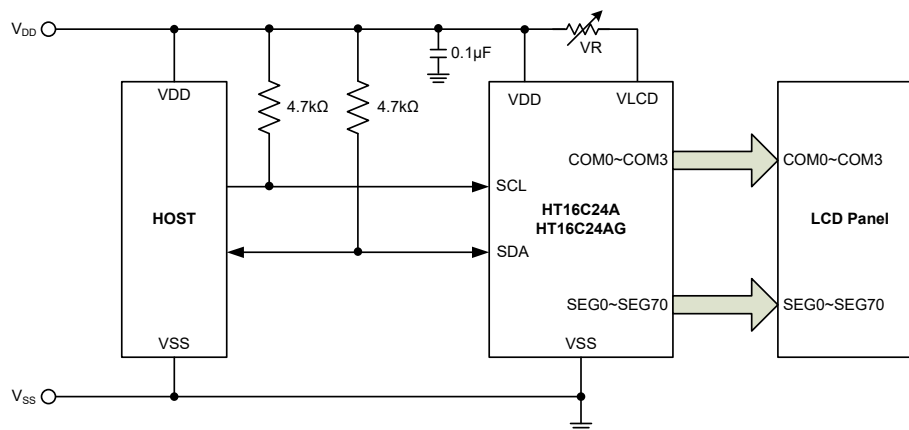 VDD
0.1µF
VR
VDD
4.7kΩ
4.7kΩ
VDD
VLCD
COM0~COM3
COM0~COM3
SCL
HOST
HT16C24A
HT16C24AG
LCD Panel
SDA
SEG0~SEG70
SEG0~SEG70
VSS
VSS
VSS